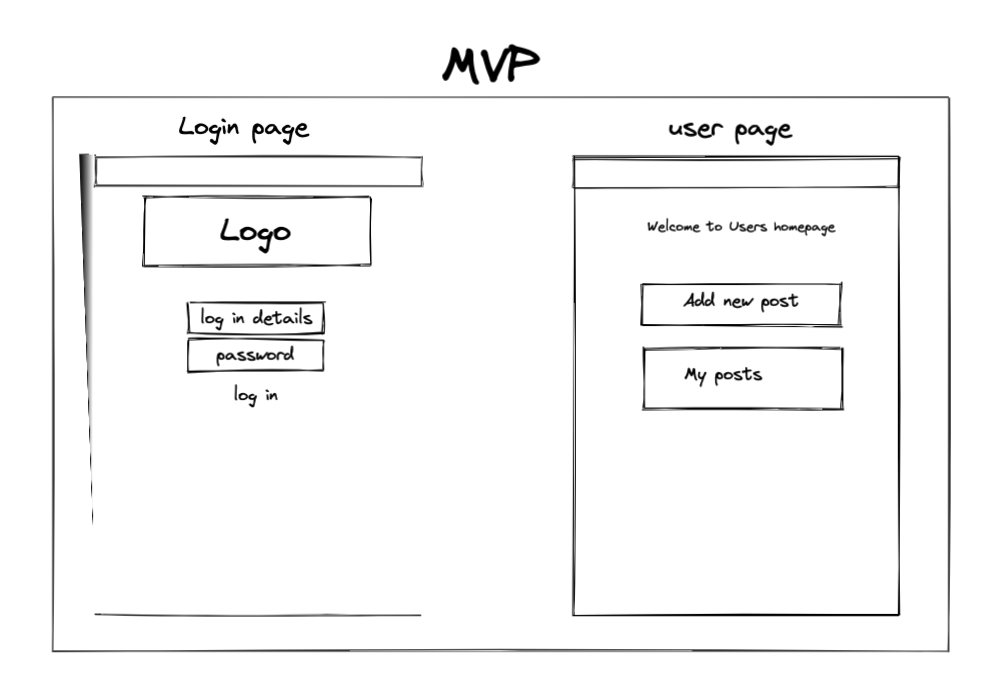 MVP
Login page
Logo
log in details
password
log in
user page
Welcome to Users homepage
Add new post
My posts